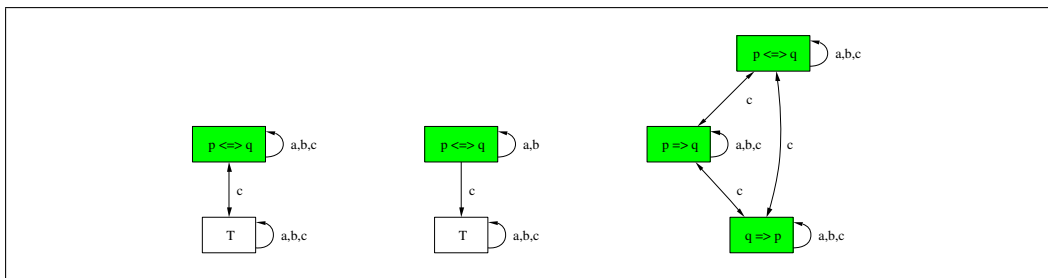 p <=> q
a,b,c
c
T
a,b,c
p <=> q
a,b
c
T
a,b,c
p <=> q
a,b,c
c
p => q
a,b,c
c
c
q => p
a,b,c